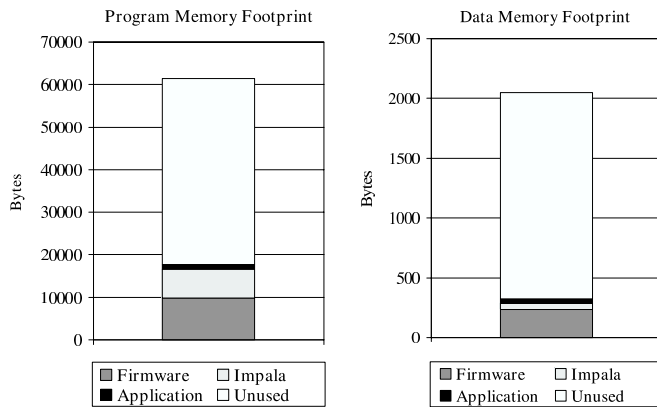 Program Memory Footprint
70000
60000
50000
40000
30000
20000
10000
0
Bytes
Firmware Impala
Application Unused
Data Memory Footprint
2500
2000
1500
1000
500
0
Bytes
Firmware Impala
Application Unused